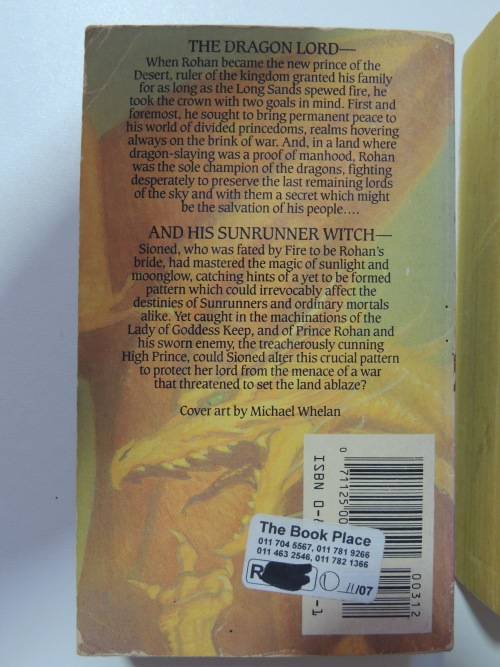 THE DRAGON LORD—
When Rohan became the new prince of the
Desert, ruler of the kingdom granted his family
for as long as the Long Sands spewed fire, he
took the crown with two goals in mind. First and
foremost, he sought to bring permanent peace to
his world of divided princedoms, realms hovering
always on the brink of war. And, in a land where
dragon-slaying was a proof of manhood, Rohan
was the sole champion of the dragons, fighting
desperately to preserve the last remaining lords
of the sky and with them a secret which might
be the salvation of his people....
AND HIS SUNRUNNER WITCH—
Sioned, who was fated by Fire to be Rohan's
bride, had mastered the magic of sunlight and
moonglow, catching hints of a yet to be formed
pattern which could irrevocably affect the
destinies of Sunrunners and ordinary mortals
alike. Yet caught in the machinations of the
Lady of Goddess Keep, and of Prince Rohan and
his sworn enemy, the treacherously cunning
High Prince, could Sioned alter this crucial pattern
to protect her lord from the menace of a war
that threatened to set the land ablaze?
Cover art by Michael Whelan
0 71125 00
ISBN 0-
-1
00312
The Book Place
011 704 5567, 011 781 9266
011 463 2546, 011 782 1366
R
11/07